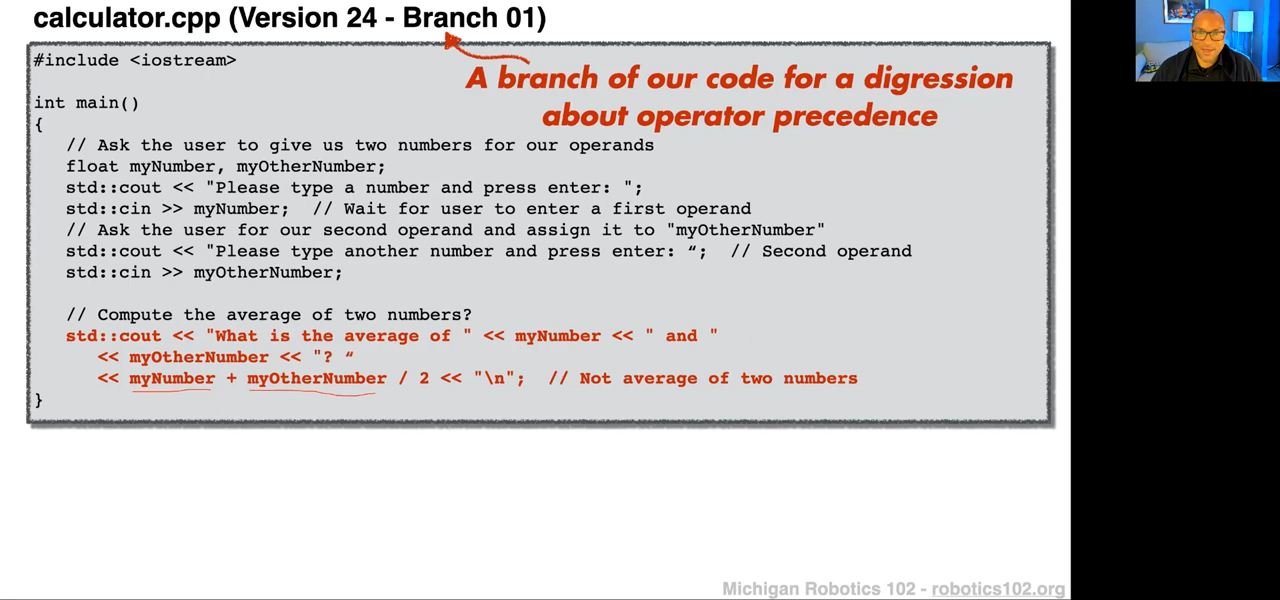 calculator.cpp (Version 24 - Branch 01)
#include <iostream>
A branch of our code for a digression
about operator precedence
int main()
{
// Ask the user to give us two numbers for our operands
float myNumber, myOtherNumber;
std::cout << "Please type a number and press enter: ";
std::cin >> myNumber;  // Wait for user to enter a first operand
// Ask the user for our second operand and assign it to "myOtherNumber"
std::cout << "Please type another number and press enter: “;  // Second operand
std::cin >> myOtherNumber;
// Compute the average of two numbers?
std::cout << "What is the average of " << myNumber << " and "
<< myOtherNumber << "? “
<< myNumber + myOtherNumber / 2 << "\n";  // Not average of two numbers
}
Michigan Robotics 102 - robotics102.org